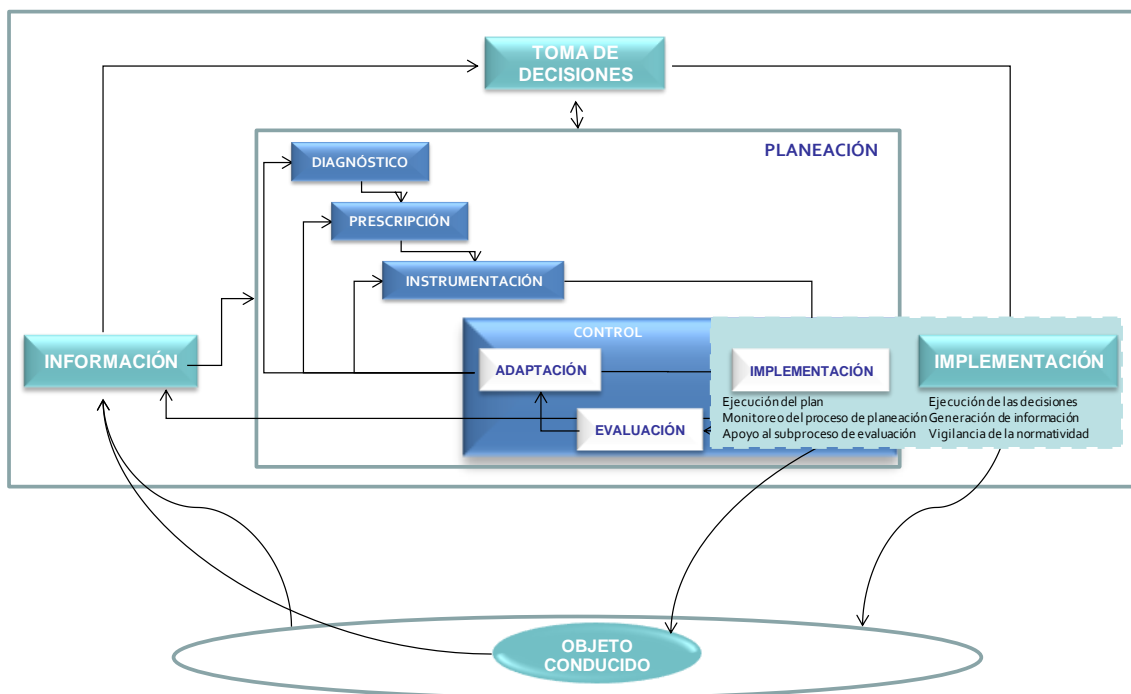 TOMA DE
DECISIONES
PLANEACIÓN
DIAGNÓSTICO
PRESCRIPCIÓN
INSTRUMENTACIÓN
CONTROL
INFORMACIÓN
ADAPTACIÓN
IMPLEMENTACIÓN
IMPLEMENTACIÓN
EVALUACIÓN
Ejecución del plan
Monitoreo del proceso de planeación
Apoyo al subproceso de evaluación
Ejecución de las decisiones
Generación de información
Vigilancia de la normatividad
OBJETO
CONDUCIDO